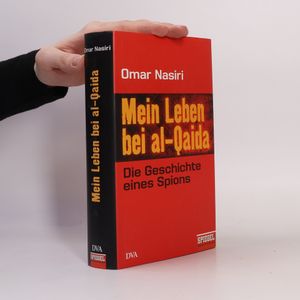 Omar Nasiri
Mein Leben bei al-Qaida
DVA
SPIEGEL
Omar Nasiri
Mein Leben
bei al-Qaida
Die Geschichte
eines Spions
DVA
SPIEGEL